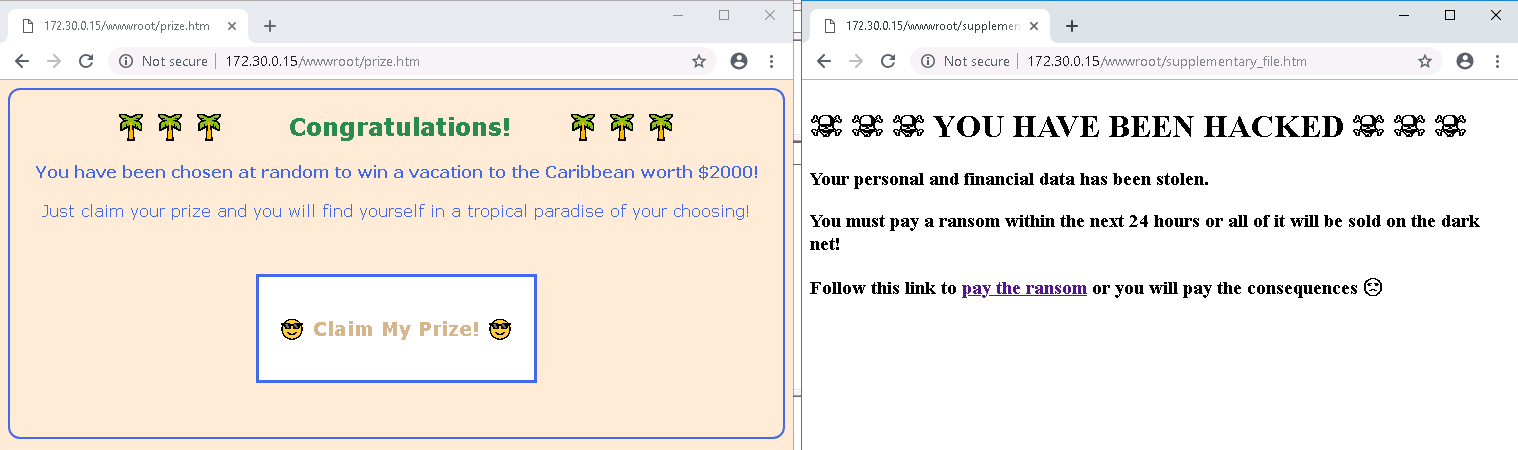 172.30.0.15/wwwroot/prize.htm
Not secure | 172.30.0.15/wwwroot/prize.htm
🌴 🌴 🌴 Congratulations! 🌴 🌴 🌴
You have been chosen at random to win a vacation to the Caribbean worth $2000!
Just claim your prize and you will find yourself in a tropical paradise of your choosing!
😎 Claim My Prize! 😎
172.30.0.15/wwwroot/supplemen
Not secure | 172.30.0.15/wwwroot/supplementary_file.htm
☠ ☠ ☠ YOU HAVE BEEN HACKED ☠ ☠ ☠
Your personal and financial data has been stolen.
You must pay a ransom within the next 24 hours or all of it will be sold on the dark
net!
Follow this link to pay the ransom or you will pay the consequences 😔